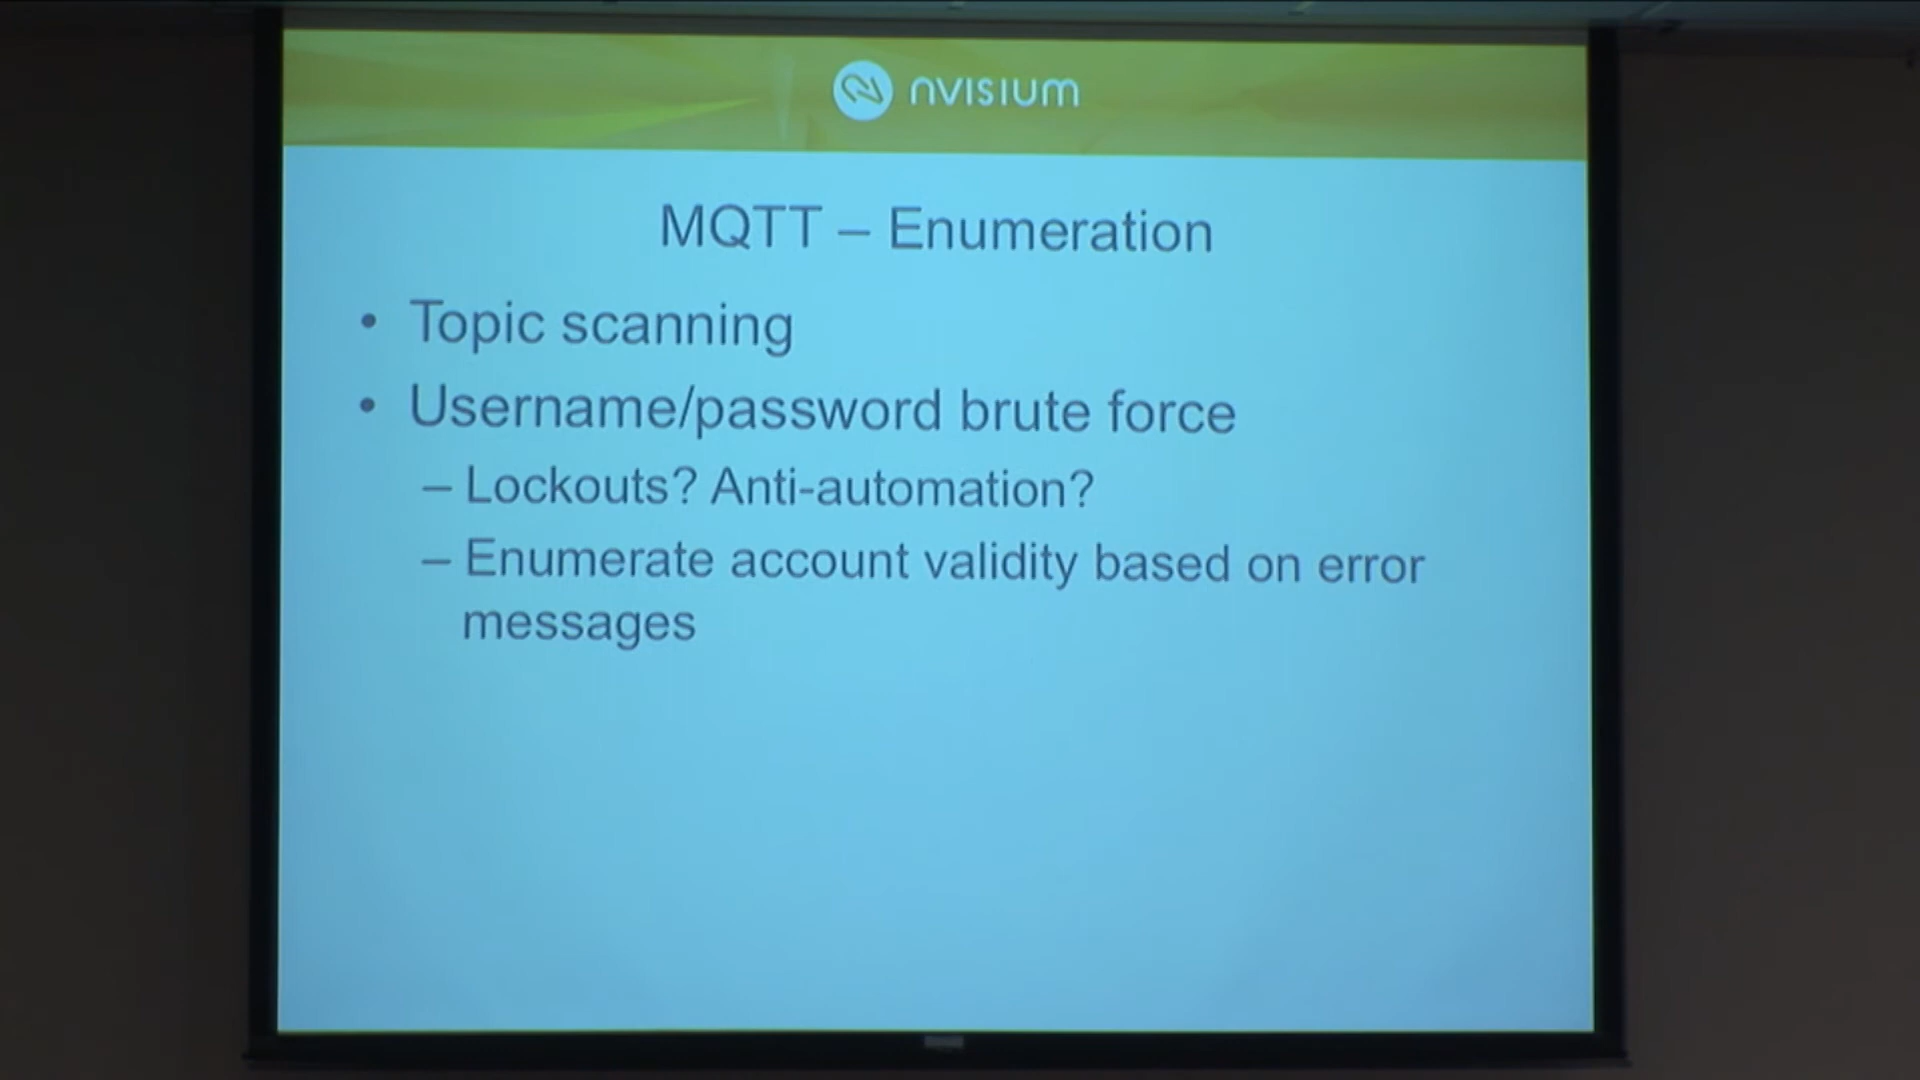 nvisium
MQTT – Enumeration
• Topic scanning
• Username/password brute force
– Lockouts? Anti-automation?
– Enumerate account validity based on error
messages